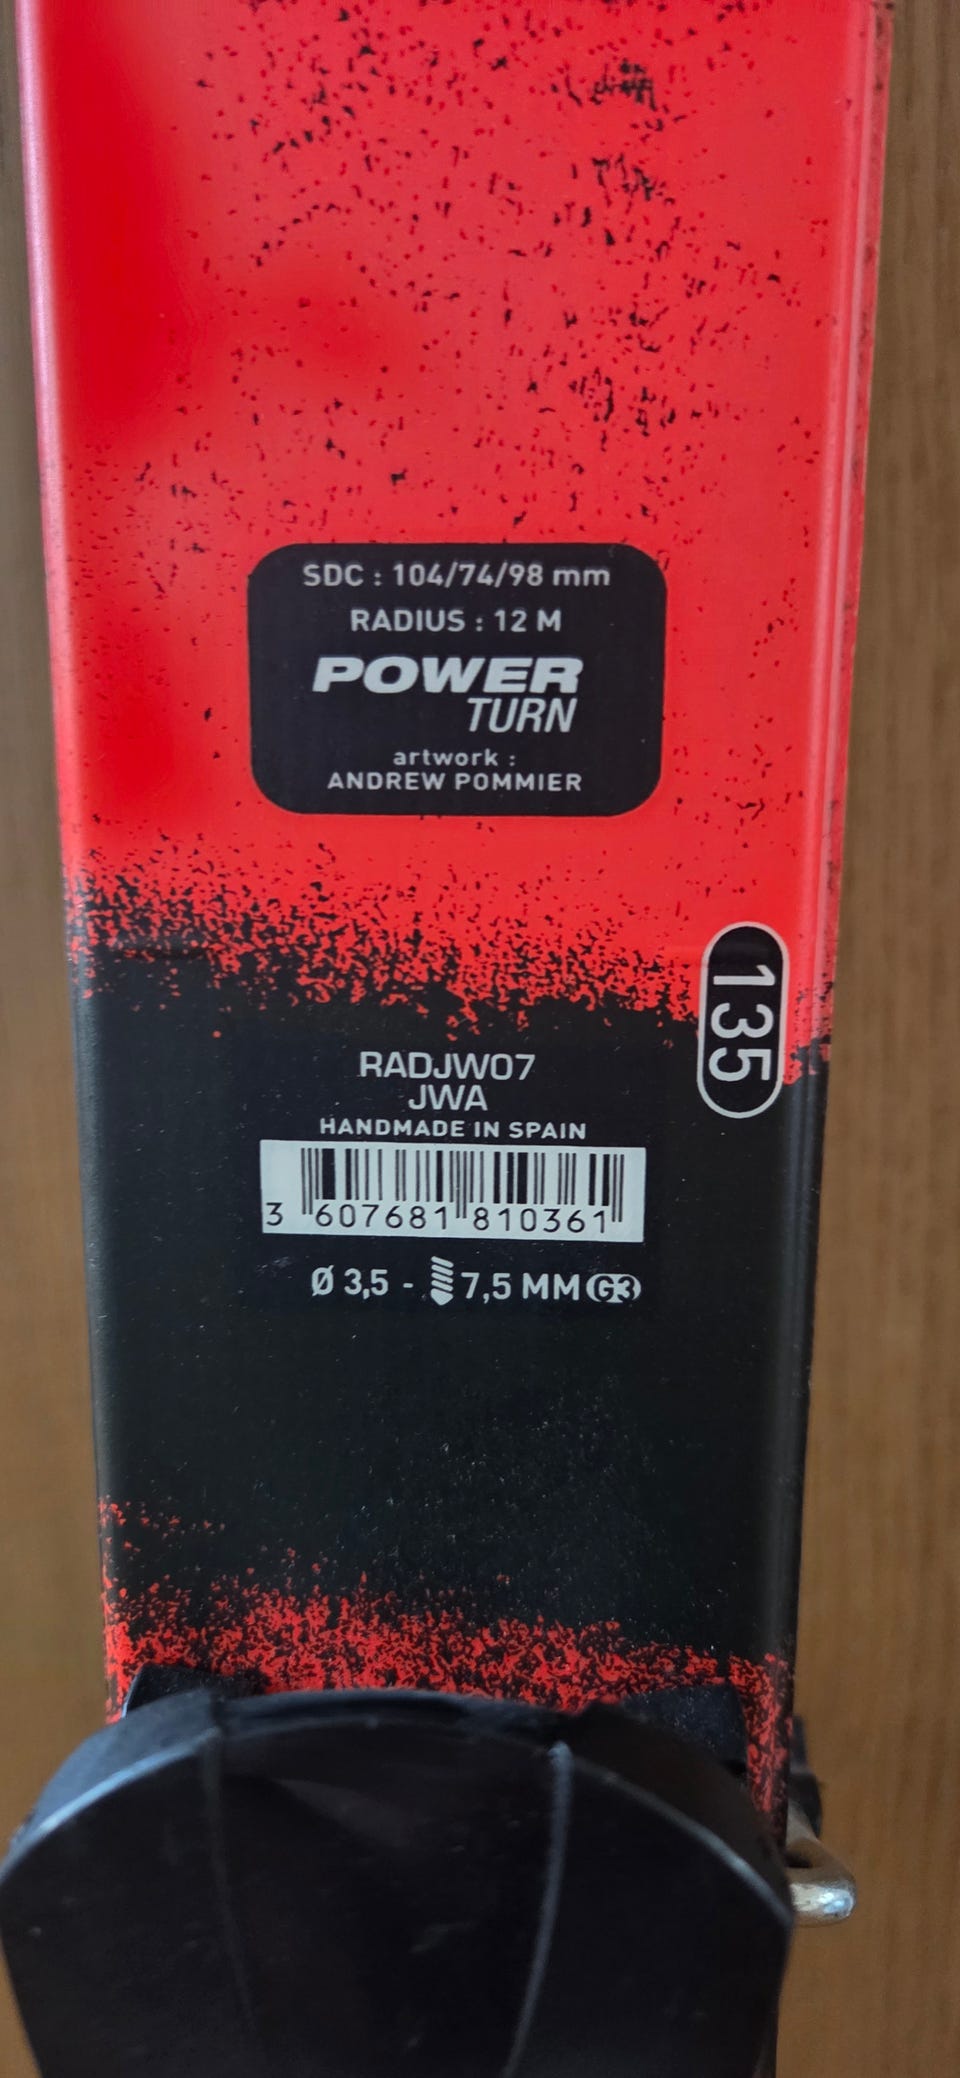 SDC : 104/74/98 mm
RADIUS : 12 M
POWER
TURN
artwork :
ANDREW POMMIER
135
RADJW07
JWA
HANDMADE IN SPAIN
3 607681 810361
Ø 3,5 - 7,5 MM G3